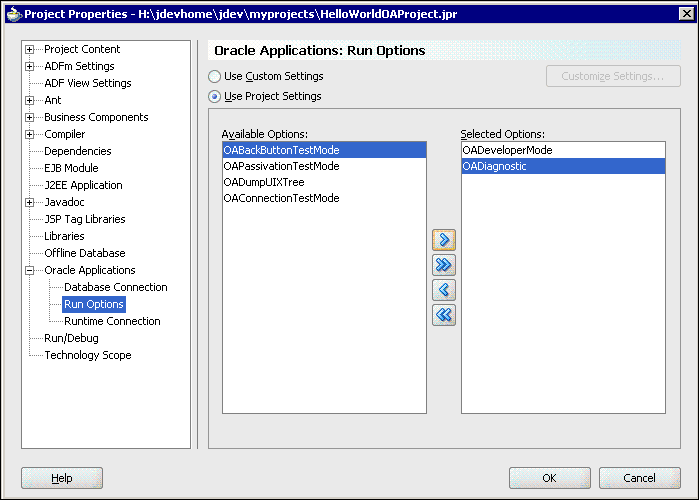 Project Properties - H:\jdevhome\jdev\myprojects\HelloWorldOAProject.jpr
Project Content
ADFm Settings
ADF View Settings
Ant
Business Components
Compiler
Dependencies
EJB Module
J2EE Application
Javadoc
JSP Tag Libraries
Libraries
Offline Database
Oracle Applications
Database Connection
Run Options
Runtime Connection
Run/Debug
Technology Scope
Oracle Applications: Run Options
Use Custom Settings
Customize Settings...
Use Project Settings
Available Options:
OABackButtonTestMode
OAPassivationTestMode
OADumpUIXTree
OAConnectionTestMode
Selected Options:
OADeveloperMode
OADiagnostic
Help
OK
Cancel